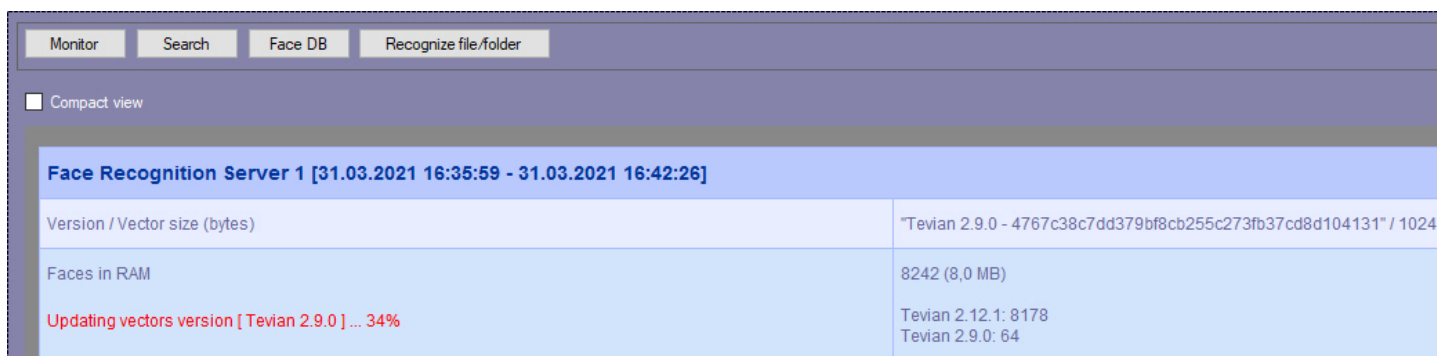 Monitor Search Face DB Recognize file/folder
Compact view
Face Recognition Server 1 [31.03.2021 16:35:59 - 31.03.2021 16:42:26]
Version / Vector size (bytes) "Tevian 2.9.0 - 4767c38c7dd379bf8cb255c273fb37cd8d104131" / 1024
Faces in RAM 8242 (8,0 MB)
Updating vectors version [ Tevian 2.9.0 ] ... 34%
Tevian 2.12.1: 8178
Tevian 2.9.0: 64